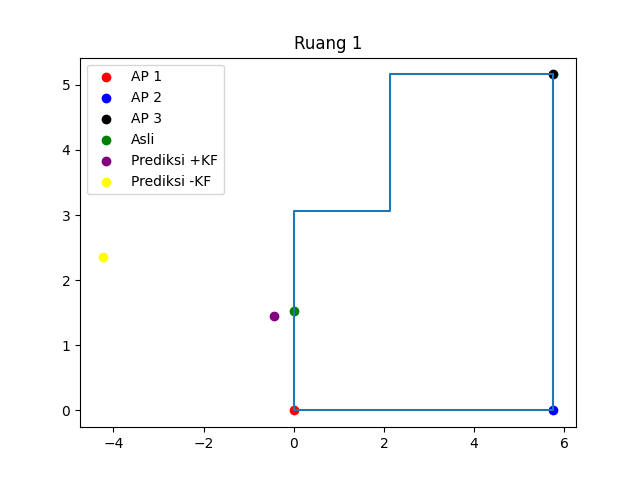 Ruang 1
AP 1
AP 2
AP 3
Asli
Prediksi +KF
Prediksi -KF
5
4
3
2
1
0
−4
−2
0
2
4
6